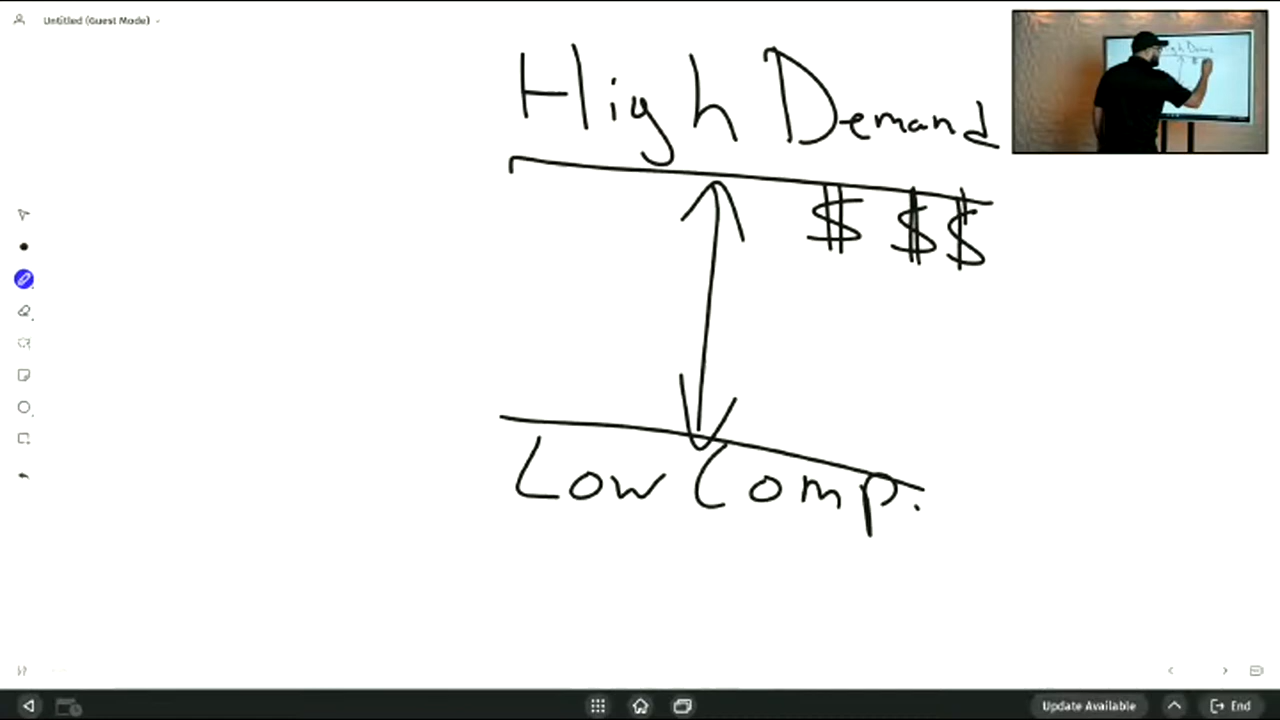 Untitled (Guest Mode)
High Demand
$ $$
Low Comp.
Update Available
End